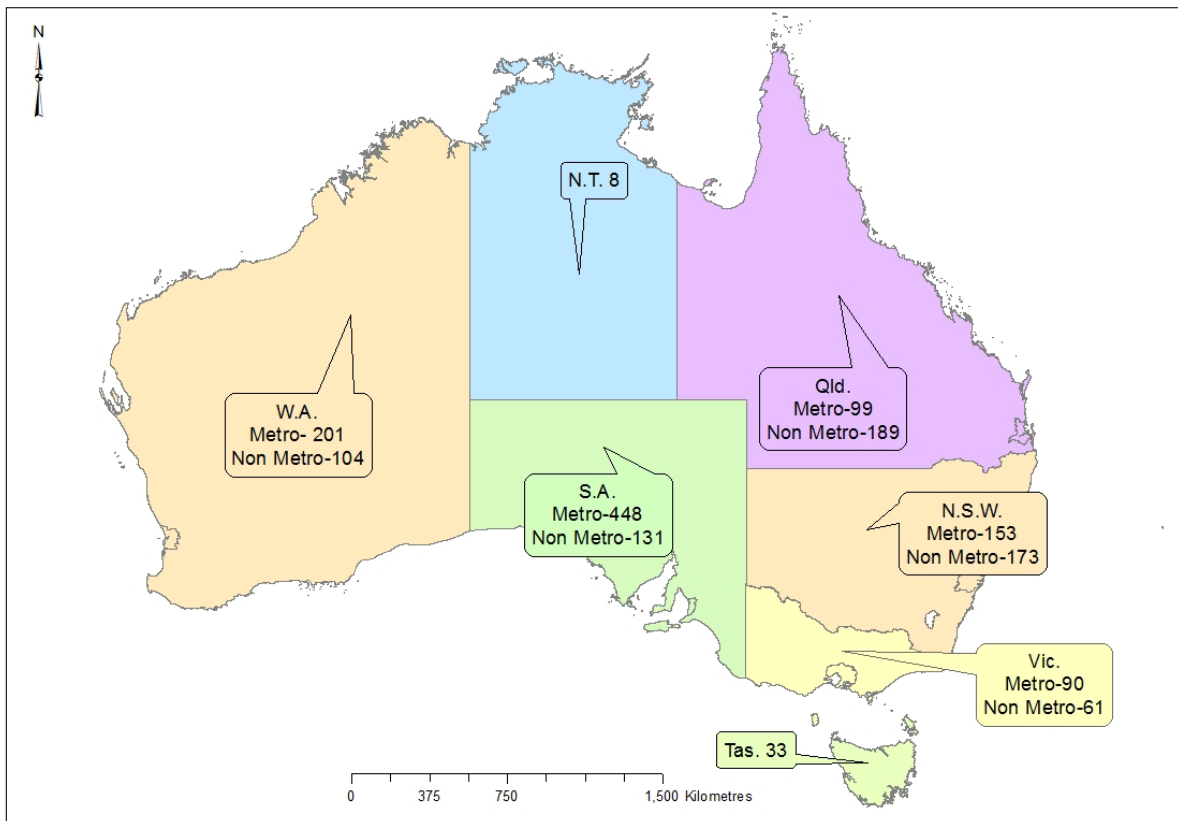 N
N.T. 8
Qld.
Metro-99
Non Metro-189
W.A.
Metro- 201
Non Metro-104
S.A.
Metro-448
Non Metro-131
N.S.W.
Metro-153
Non Metro-173
Vic.
Metro-90
Non Metro-61
Tas. 33
0 375 750 1,500 Kilometres